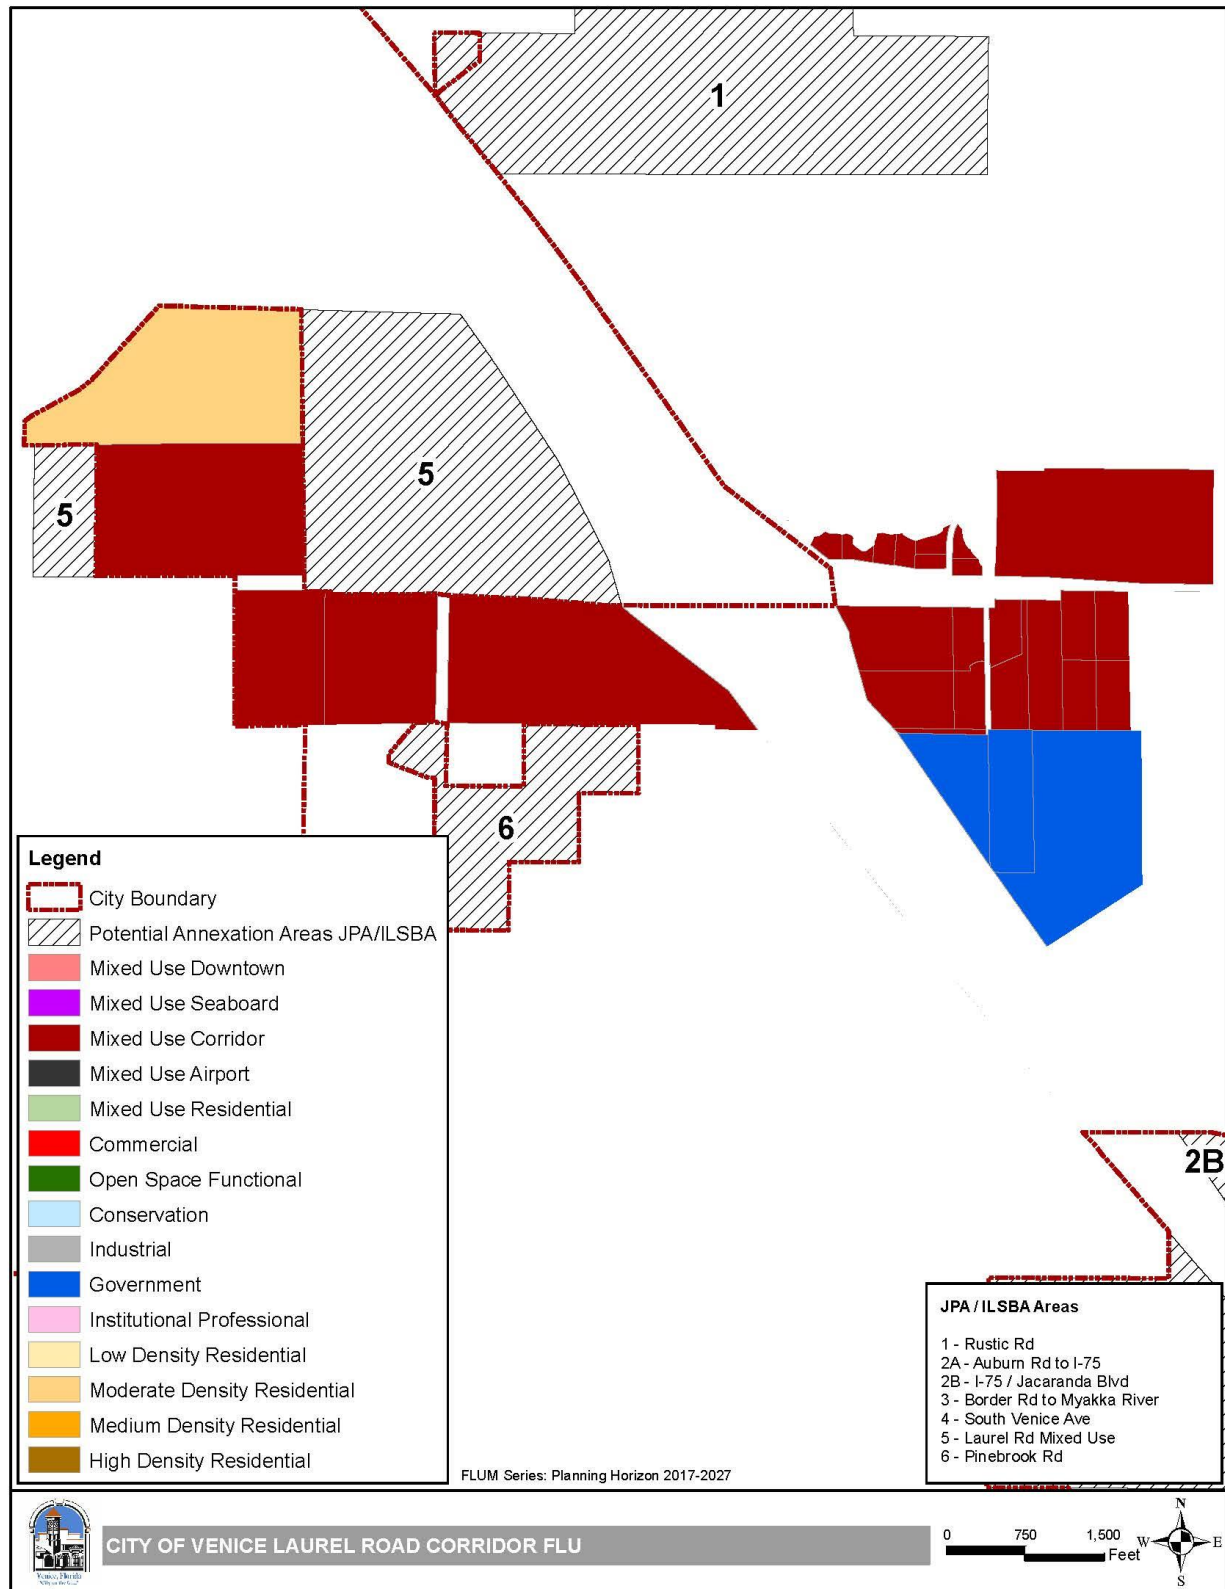 1
5
5
6
2B
Legend
City Boundary
Potential Annexation Areas JPA/ILSBA
Mixed Use Downtown
Mixed Use Seaboard
Mixed Use Corridor
Mixed Use Airport
Mixed Use Residential
Commercial
Open Space Functional
Conservation
Industrial
Government
Institutional Professional
Low Density Residential
Moderate Density Residential
Medium Density Residential
High Density Residential
JPA / ILSBA Areas
1 - Rustic Rd
2A - Auburn Rd to I-75
2B - I-75 / Jacaranda Blvd
3 - Border Rd to Myakka River
4 - South Venice Ave
5 - Laurel Rd Mixed Use
6 - Pinebrook Rd
FLUM Series: Planning Horizon 2017-2027
Venice, Florida
CITY OF VENICE LAUREL ROAD CORRIDOR FLU
0 750 1,500
Feet
N
W E
S